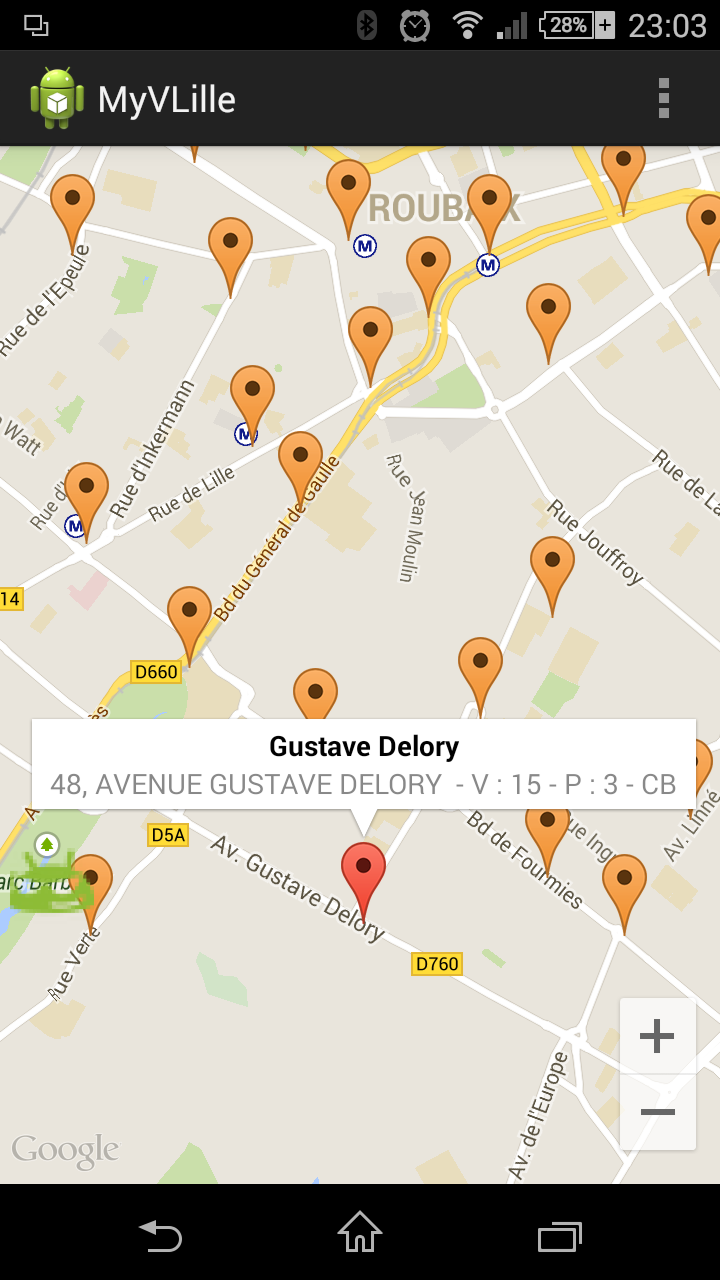 28%
23:03
MyVLille
ROUBAIX
M
M
Rue de l'Epeule
Watt
Rue d'Inkermann
M
Rue de Lille
Rue d'
M
Bd du Général de Gaulle
Rue Jean Moulin
Rue de La
Rue Jouffroy
14
D660
Gustave Delory
48, AVENUE GUSTAVE DELORY - V : 15 - P : 3 - CB
D5A
Av. Gustave Delory
Bd de Fourmies
Rue Ingr
Av. Linné
arc Barb
Rue Verte
D760
Av. de l'Europe
+
−
Google